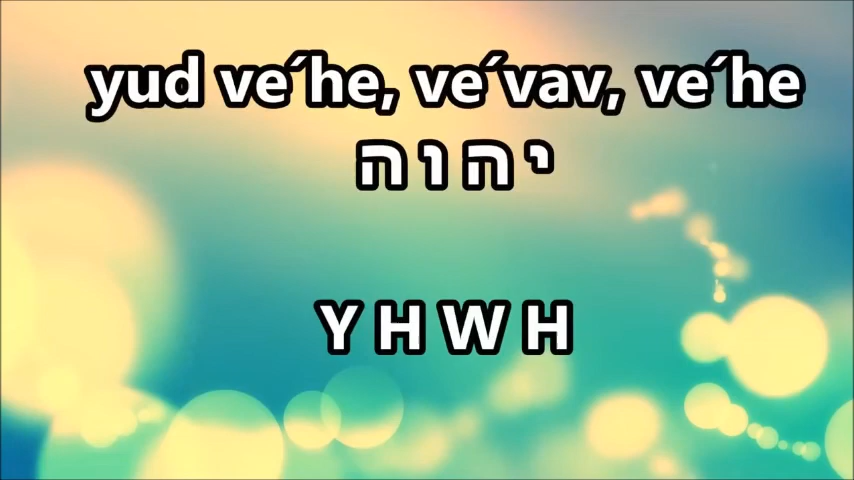 yud ve´he, ve´vav, ve´he
י ה ו ה
Y H W H